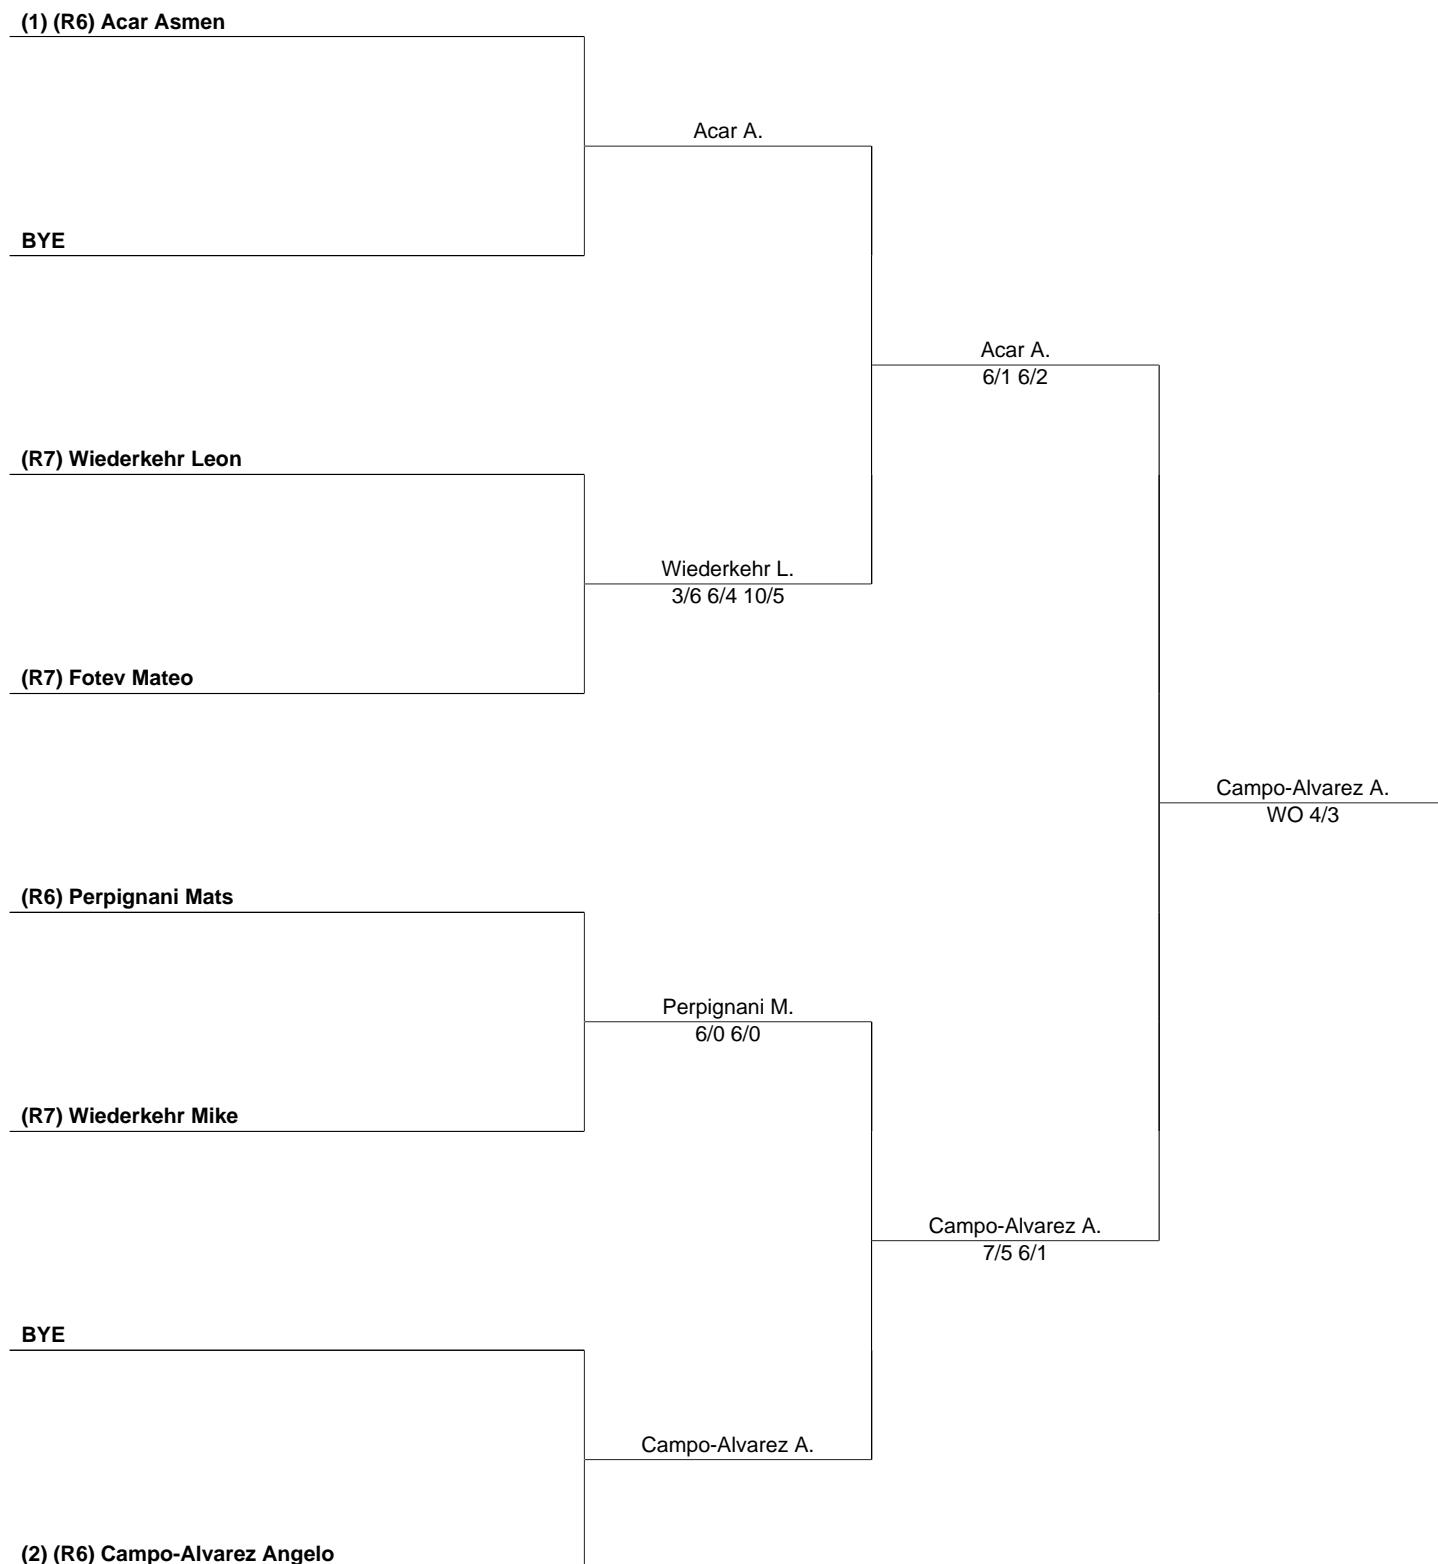 (1) (R6) Acar Asmen
Acar A.
BYE
Acar A.
6/1 6/2
(R7) Wiederkehr Leon
Wiederkehr L.
3/6 6/4 10/5
(R7) Fotev Mateo
Campo-Alvarez A.
WO 4/3
(R6) Perpignani Mats
Perpignani M.
6/0 6/0
(R7) Wiederkehr Mike
Campo-Alvarez A.
7/5 6/1
BYE
Campo-Alvarez A.
(2) (R6) Campo-Alvarez Angelo